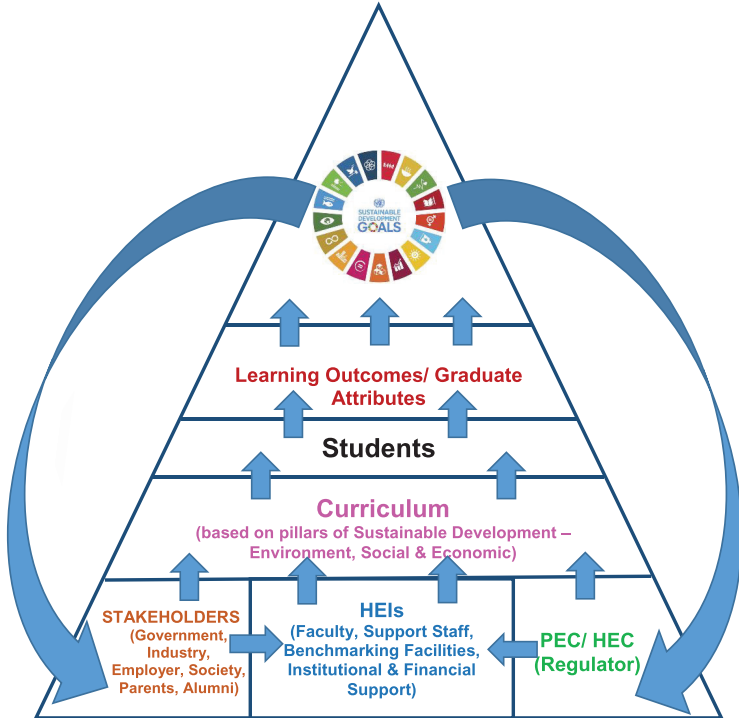 SUSTAINABLE
DEVELOPMENT
GOALS
Learning Outcomes/ Graduate
Attributes
Students
Curriculum
(based on pillars of Sustainable Development –
Environment, Social & Economic)
STAKEHOLDERS
(Government,
Industry,
Employer, Society,
Parents, Alumni)
HEIs
(Faculty, Support Staff,
Benchmarking Facilities,
Institutional & Financial
Support)
PEC/ HEC
(Regulator)